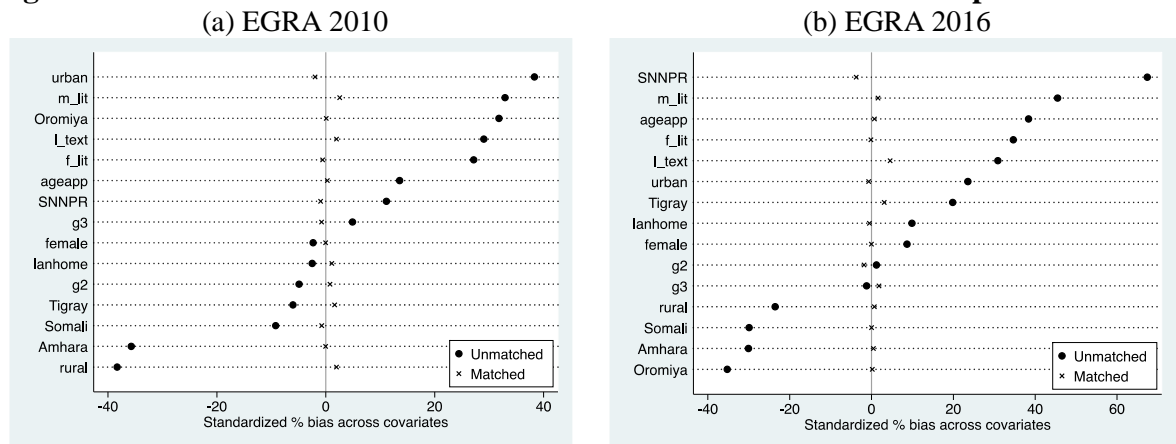 (a) EGRA 2010
urban
m_lit
Oromiya
l_text
f_lit
ageapp
SNNPR
g3
female
lanhome
g2
Tigray
Somali
Amhara
rural
Unmatched
Matched
-40 -20 0 20 40
Standardized % bias across covariates
(b) EGRA 2016
SNNPR
m_lit
ageapp
f_lit
l_text
urban
Tigray
lanhome
female
g2
g3
rural
Somali
Amhara
Oromiya
Unmatched
Matched
-40 -20 0 20 40 60
Standardized % bias across covariates